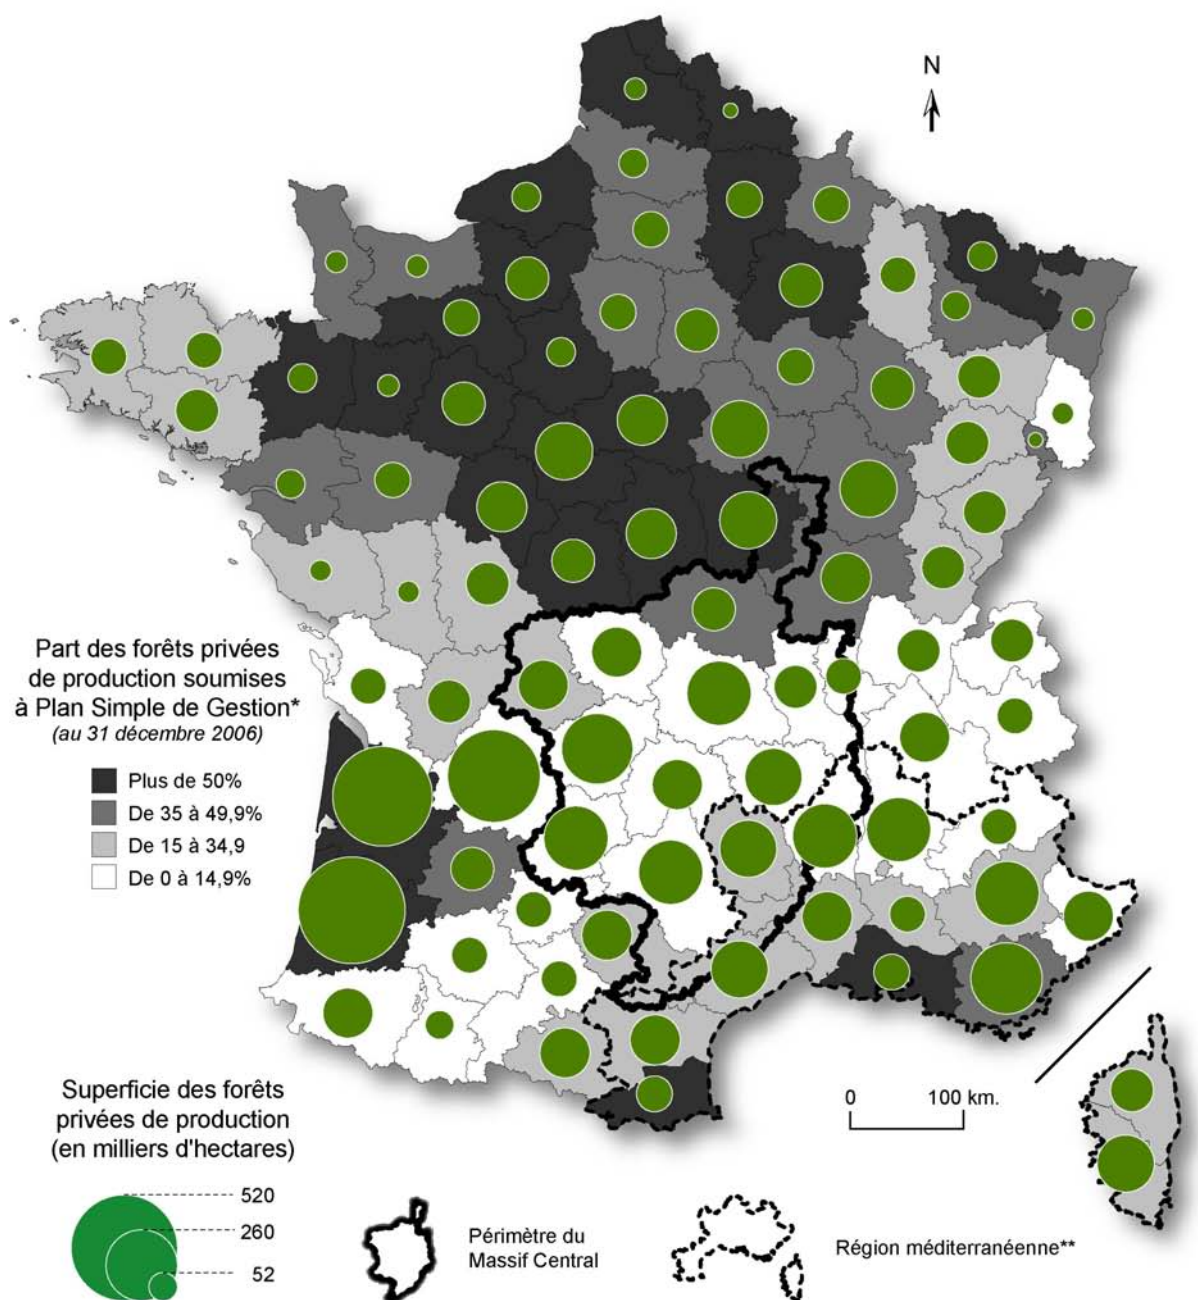 N
Part des forêts privées
de production soumises
à Plan Simple de Gestion*
(au 31 décembre 2006)
Plus de 50%
De 35 à 49,9%
De 15 à 34,9
De 0 à 14,9%
Superficie des forêts
privées de production
(en milliers d'hectares)
520
260
52
Périmètre du
Massif Central
Région méditerranéenne**
0 100 km.